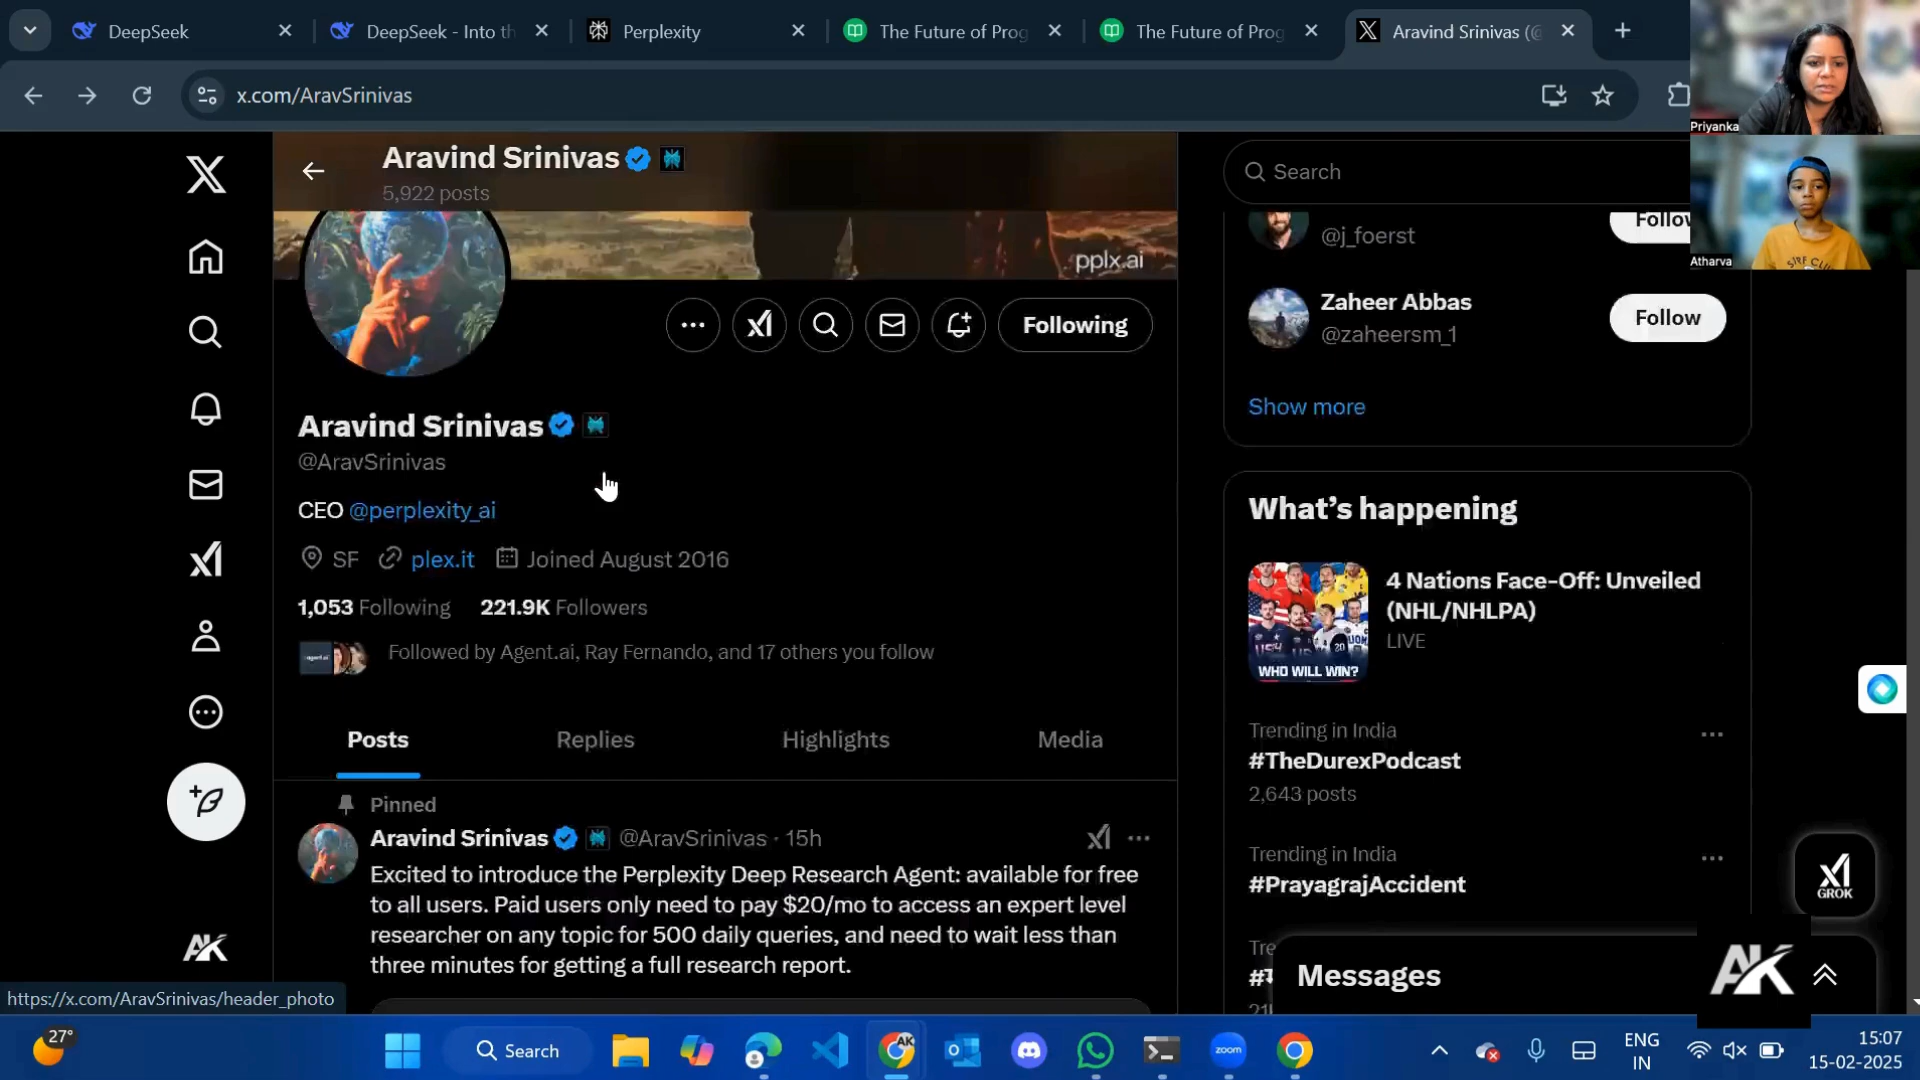 DeepSeek
DeepSeek - Into th
Perplexity
The Future of Prog
The Future of Prog
Aravind Srinivas (@
x.com/AravSrinivas
Priyanka
Atharva
Aravind Srinivas
5,922 posts
pplx.ai
Following
Aravind Srinivas
@AravSrinivas
CEO @perplexity_ai
SF plex.it Joined August 2016
1,053 Following 221.9K Followers
Followed by Agent.ai, Ray Fernando, and 17 others you follow
Posts
Replies
Highlights
Media
Pinned
Aravind Srinivas @AravSrinivas · 15h
Excited to introduce the Perplexity Deep Research Agent: available for free
to all users. Paid users only need to pay $20/mo to access an expert level
researcher on any topic for 500 daily queries, and need to wait less than
three minutes for getting a full research report.
Search
@j_foerst
Follow
Zaheer Abbas
@zaheersm_1
Follow
Show more
What's happening
4 Nations Face-Off: Unveiled
(NHL/NHLPA)
LIVE
WHO WILL WIN?
Trending in India
#TheDurexPodcast
2,643 posts
Trending in India
#PrayagrajAccident
GROK
Messages
AK
AK
https://x.com/AravSrinivas/header_photo
27°
Search
zoom
ENG
IN
15:07
15-02-2025